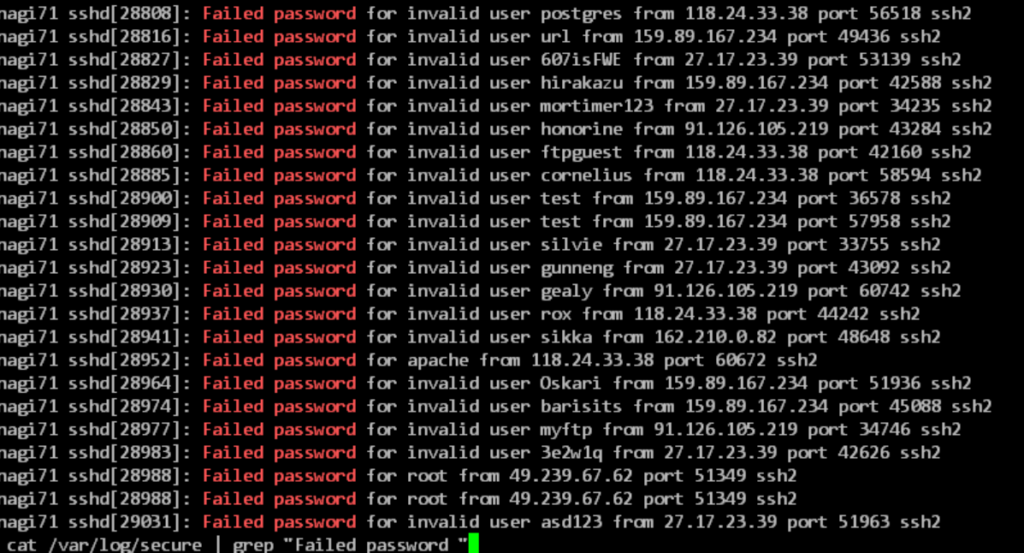 nagi71 sshd[28808]: Failed password for invalid user postgres from 118.24.33.38 port 56518 ssh2
nagi71 sshd[28816]: Failed password for invalid user url from 159.89.167.234 port 49436 ssh2
nagi71 sshd[28827]: Failed password for invalid user 607isFWE from 27.17.23.39 port 53139 ssh2
nagi71 sshd[28829]: Failed password for invalid user hirakazu from 159.89.167.234 port 42588 ssh2
nagi71 sshd[28843]: Failed password for invalid user mortimer123 from 27.17.23.39 port 34235 ssh2
nagi71 sshd[28850]: Failed password for invalid user honorine from 91.126.105.219 port 43284 ssh2
nagi71 sshd[28860]: Failed password for invalid user ftpguest from 118.24.33.38 port 42160 ssh2
nagi71 sshd[28885]: Failed password for invalid user cornelius from 118.24.33.38 port 58594 ssh2
nagi71 sshd[28900]: Failed password for invalid user test from 159.89.167.234 port 36578 ssh2
nagi71 sshd[28909]: Failed password for invalid user test from 159.89.167.234 port 57958 ssh2
nagi71 sshd[28913]: Failed password for invalid user silvie from 27.17.23.39 port 33755 ssh2
nagi71 sshd[28923]: Failed password for invalid user gunneng from 27.17.23.39 port 43092 ssh2
nagi71 sshd[28930]: Failed password for invalid user gealy from 91.126.105.219 port 60742 ssh2
nagi71 sshd[28937]: Failed password for invalid user rox from 118.24.33.38 port 44242 ssh2
nagi71 sshd[28941]: Failed password for invalid user sikka from 162.210.0.82 port 48648 ssh2
nagi71 sshd[28952]: Failed password for apache from 118.24.33.38 port 60672 ssh2
nagi71 sshd[28964]: Failed password for invalid user Oskari from 159.89.167.234 port 51936 ssh2
nagi71 sshd[28974]: Failed password for invalid user barisits from 159.89.167.234 port 45088 ssh2
nagi71 sshd[28977]: Failed password for invalid user myftp from 91.126.105.219 port 34746 ssh2
nagi71 sshd[28983]: Failed password for invalid user 3e2w1q from 27.17.23.39 port 42626 ssh2
nagi71 sshd[28988]: Failed password for root from 49.239.67.62 port 51349 ssh2
nagi71 sshd[28988]: Failed password for root from 49.239.67.62 port 51349 ssh2
nagi71 sshd[29031]: Failed password for invalid user asd123 from 27.17.23.39 port 51963 ssh2
cat /var/log/secure | grep "Failed password "